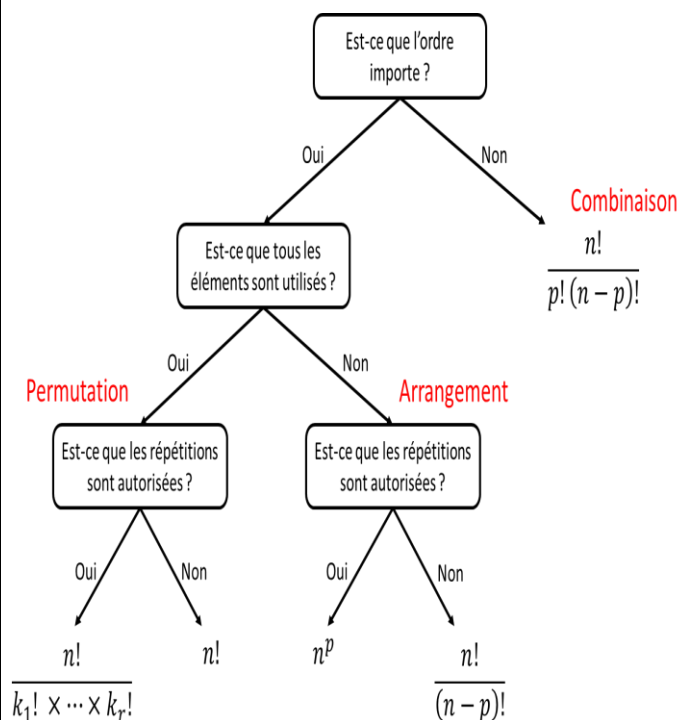 Est-ce que l'ordre
importe ?
Oui
Non
Combinaison
n!
p! (n − p)!
Est-ce que tous les
éléments sont utilisés ?
Oui
Non
Permutation
Arrangement
Est-ce que les répétitions
sont autorisées ?
Est-ce que les répétitions
sont autorisées ?
Oui
Non
Oui
Non
n!
k₁! × ⋯ × kᵣ!
n!
nᵖ
n!
(n − p)!